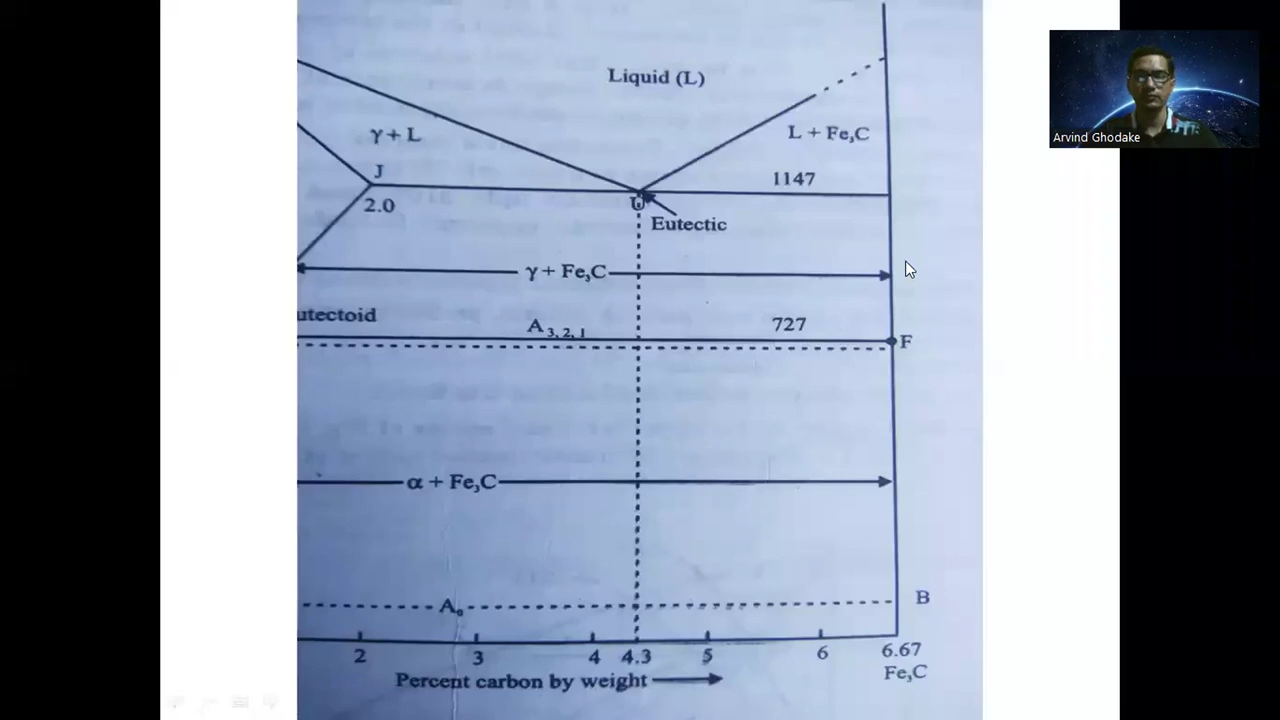 Liquid (L)
γ + L
L + Fe₃C
Arvind Ghodake
J
1147
2.0
Eutectic
γ + Fe₃C
utectoid
A₃,₂,₁
727
F
α + Fe₃C
A₀
B
2 3 4 4.3 5 6 6.67
Fe₃C
Percent carbon by weight